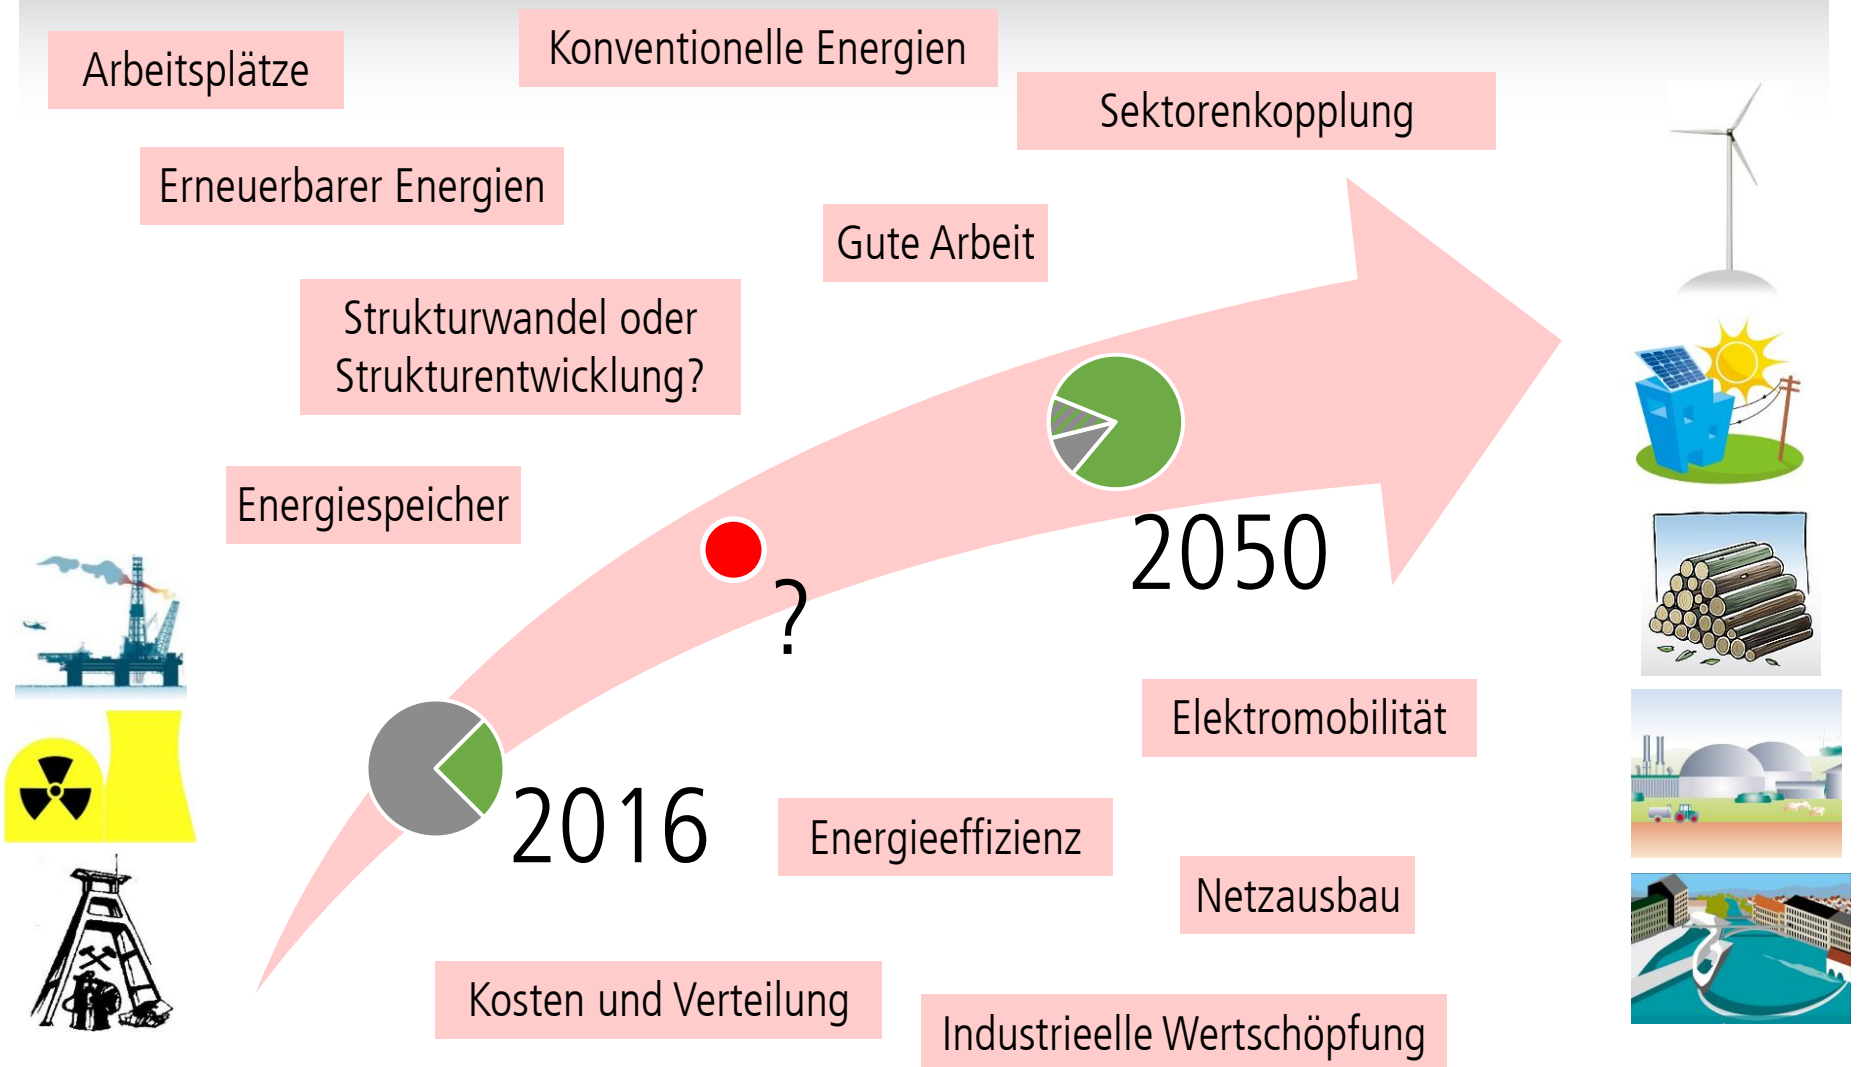 Konventionelle Energien
Arbeitsplätze
Sektorenkopplung
Erneuerbarer Energien
Gute Arbeit
Strukturwandel oder
Strukturentwicklung?
Energiespeicher
2050
?
Elektromobilität
2016
Energieeffizienz
Netzausbau
Kosten und Verteilung
Industrieelle Wertschöpfung